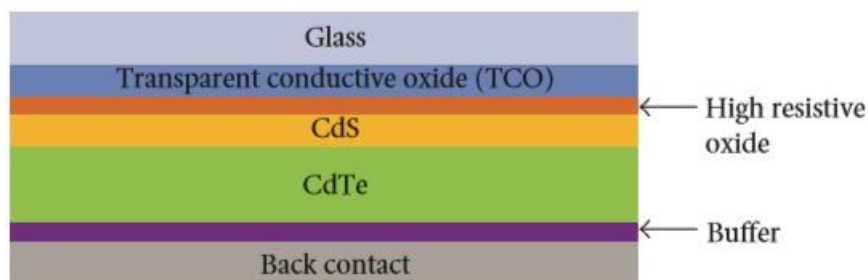 Glass
Transparent conductive oxide (TCO)
High resistive
oxide
CdS
CdTe
Buffer
Back contact